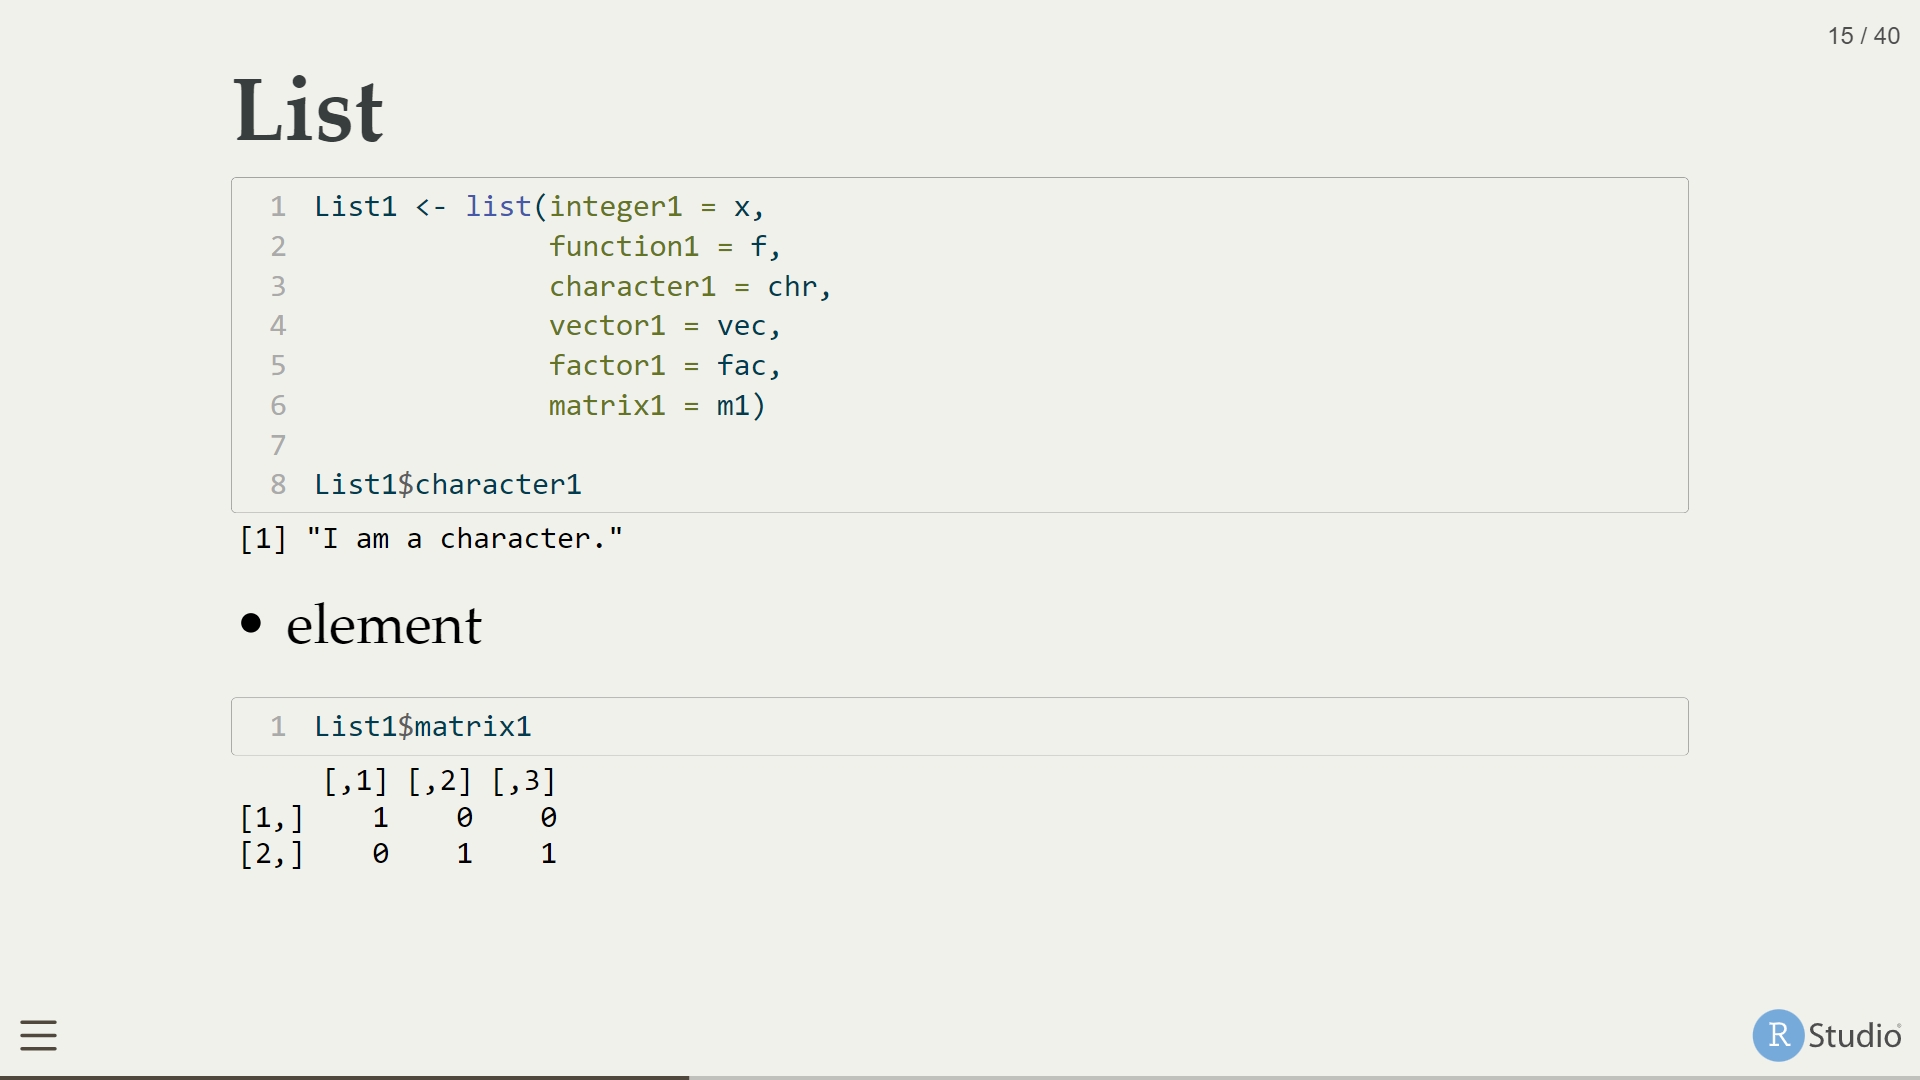 15 / 40
List
1 List1 <- list(integer1 = x,
2 function1 = f,
3 character1 = chr,
4 vector1 = vec,
5 factor1 = fac,
6 matrix1 = m1)
7
8 List1$character1
[1] "I am a character."
• element
1 List1$matrix1
[,1] [,2] [,3]
[1,] 1 0 0
[2,] 0 1 1
R Studio